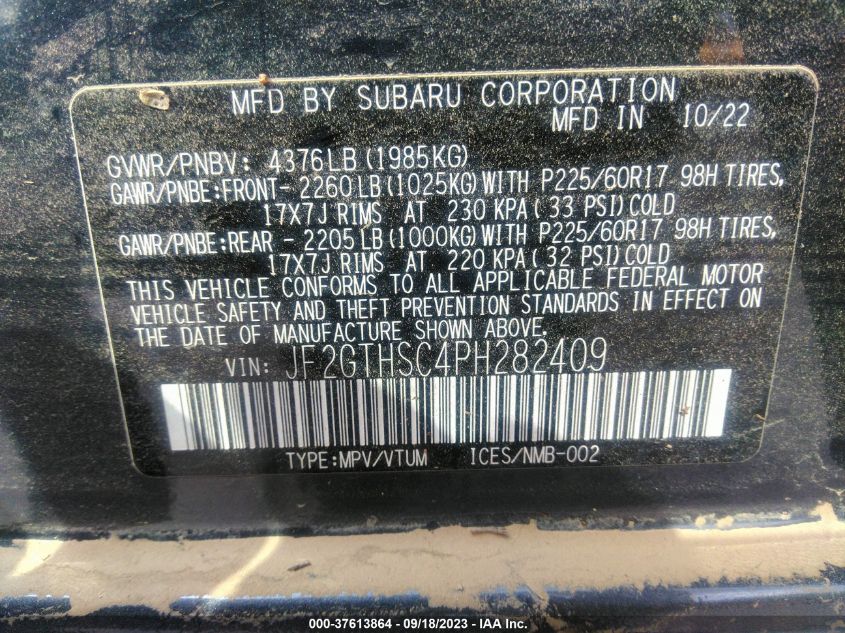 MFD BY SUBARU CORPORATION
MFD IN 10/22
GVWR/PNBV: 4376LB(1985KG)
GAWR/PNBE:FRONT- 2260LB(1025KG)WITH P225/60R17 98H TIRES,
17X7J RIMS AT 230 KPA(33 PSI)COLD
GAWR/PNBE:REAR - 2205LB(1000KG)WITH P225/60R17 98H TIRES,
17X7J RIMS AT 220 KPA(32 PSI)COLD
THIS VEHICLE CONFORMS TO ALL APPLICABLE FEDERAL MOTOR
VEHICLE SAFETY AND THEFT PREVENTION STANDARDS IN EFFECT ON
THE DATE OF MANUFACTURE SHOWN ABOVE.
VIN: JF2GTHSC4PH282409
TYPE:MPV/VTUM ICES/NMB-002
000-37613864 - 09/18/2023 - IAA Inc.